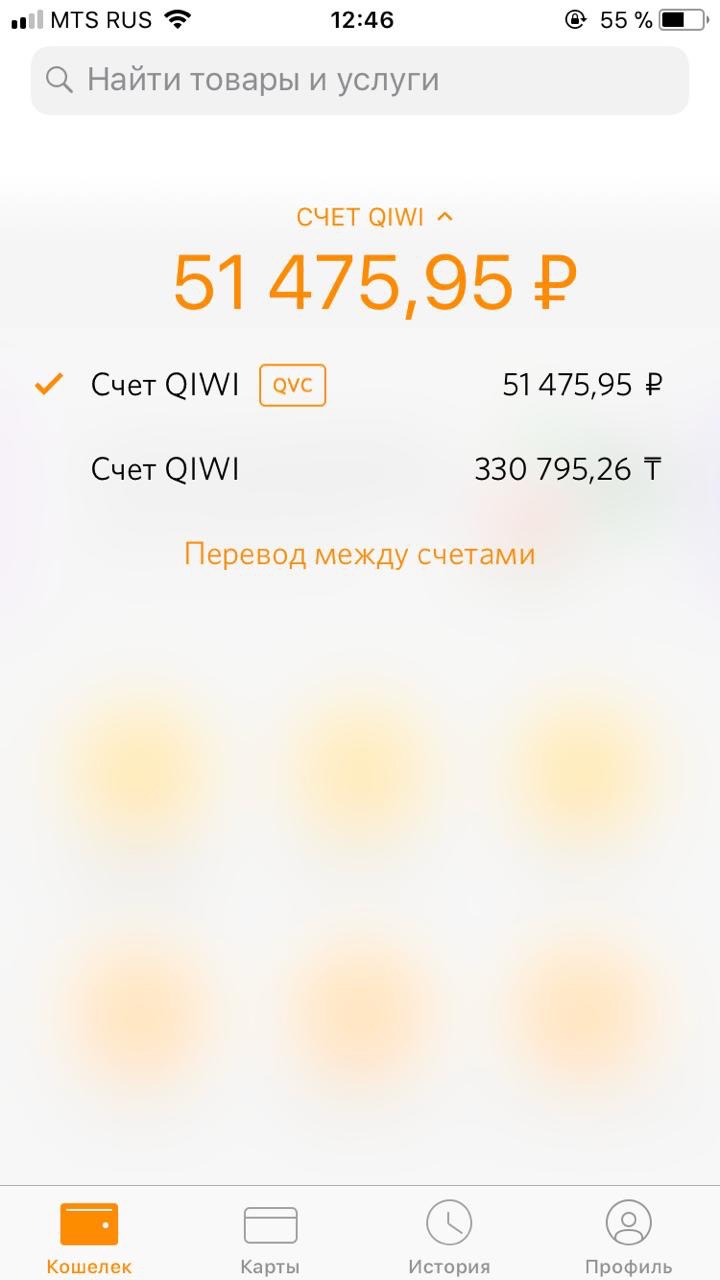 MTS RUS 12:46 55 %
Найти товары и услуги
СЧЕТ QIWI
51 475,95 ₽
Счет QIWI QVC 51 475,95 ₽
Счет QIWI 330 795,26 ₸
Перевод между счетами
Кошелек Карты История Профиль